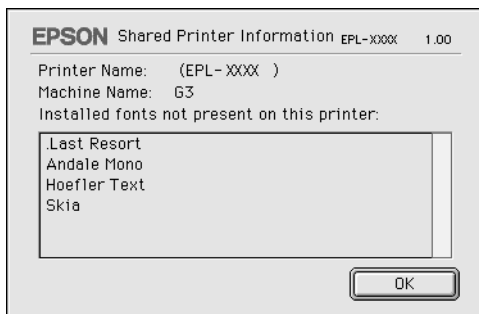 EPSON Shared Printer Information EPL-XXXX 1.00
Printer Name: (EPL-XXXX )
Machine Name: G3
Installed fonts not present on this printer:
.Last Resort
Andale Mono
Hoefler Text
Skia
OK